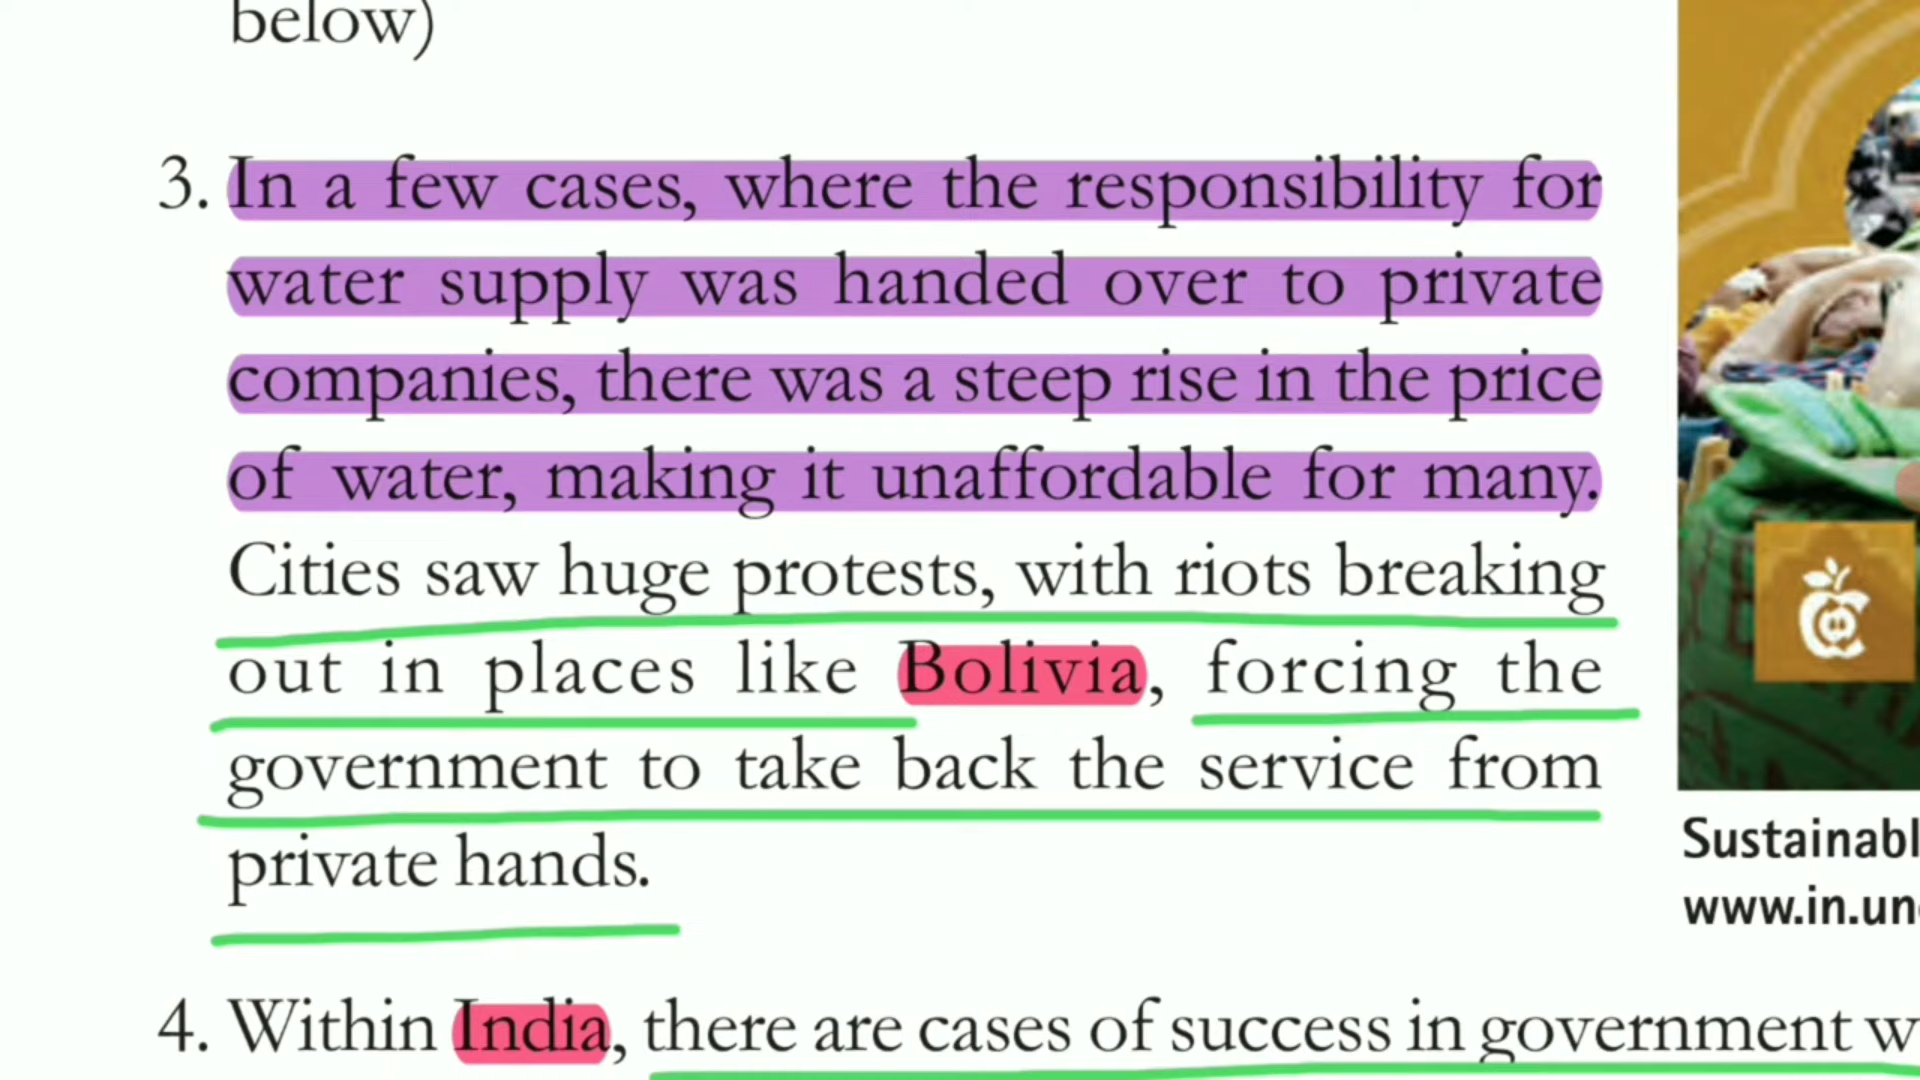 below)
3. In a few cases, where the responsibility for
water supply was handed over to private
companies, there was a steep rise in the price
of water, making it unaffordable for many.
Cities saw huge protests, with riots breaking
out in places like Bolivia, forcing the
government to take back the service from
private hands.
4. Within India, there are cases of success in government w
Sustainabl
www.in.un